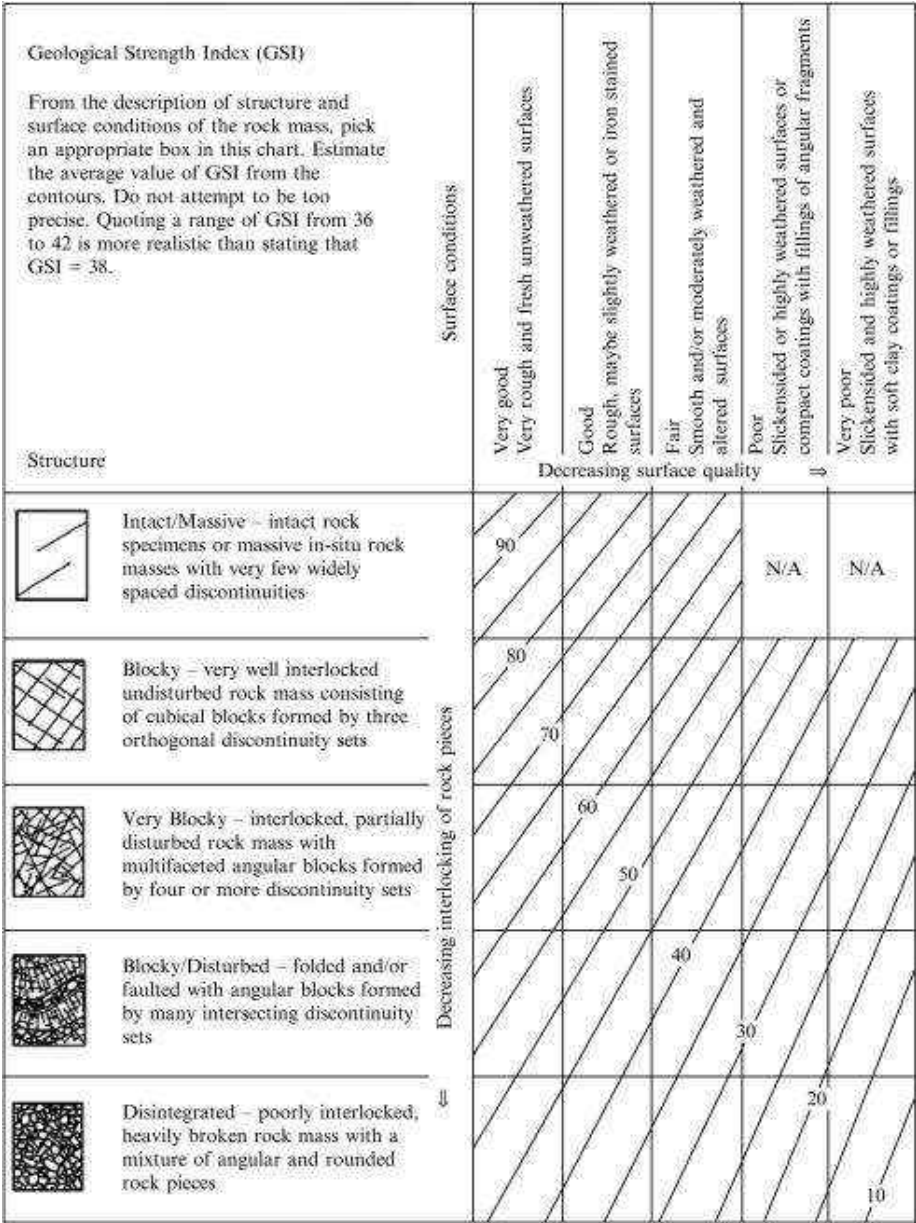 Geological Strength Index (GSI)
From the description of structure and
surface conditions of the rock mass, pick
an appropriate box in this chart. Estimate
the average value of GSI from the
contours. Do not attempt to be too
precise. Quoting a range of GSI from 36
to 42 is more realistic than stating that
GSI = 38.
Structure
Surface conditions
Very good
Very rough and fresh unweathered surfaces
Good
Rough, maybe slightly weathered or iron stained
surfaces
Fair
Smooth and/or moderately weathered and
altered surfaces
Poor
Slickensided or highly weathered surfaces or
compact coatings with fillings of angular fragments
Very poor
Slickensided and highly weathered surfaces
with soft clay coatings or fillings
Decreasing surface quality ⇒
Intact/Massive – intact rock
specimens or massive in-situ rock
masses with very few widely
spaced discontinuities
90
N/A
N/A
Decreasing interlocking of rock pieces ⇓
Blocky – very well interlocked
undisturbed rock mass consisting
of cubical blocks formed by three
orthogonal discontinuity sets
80
70
Very Blocky – interlocked, partially
disturbed rock mass with
multifaceted angular blocks formed
by four or more discontinuity sets
60
50
Blocky/Disturbed – folded and/or
faulted with angular blocks formed
by many intersecting discontinuity
sets
40
30
Disintegrated – poorly interlocked,
heavily broken rock mass with a
mixture of angular and rounded
rock pieces
20
10